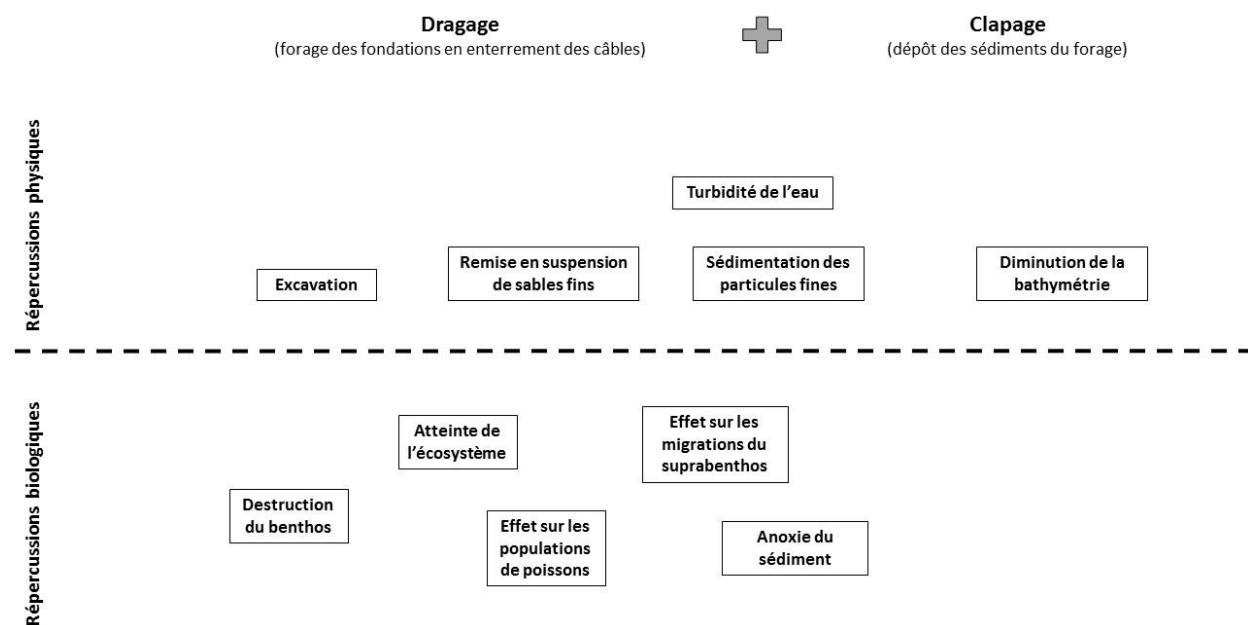 Dragage
(forage des fondations en enterrement des câbles)
Clapage
(dépôt des sédiments du forage)
Répercussions physiques
Turbidité de l'eau
Excavation
Remise en suspension
de sables fins
Sédimentation des
particules fines
Diminution de la
bathymétrie
Répercussions biologiques
Atteinte de
l'écosystème
Effet sur les
migrations du
suprabenthos
Destruction
du benthos
Effet sur les
populations
de poissons
Anoxie du
sédiment